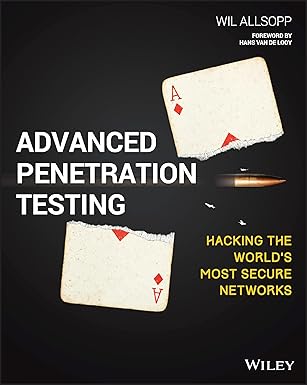 WIL ALLSOPP
FOREWORD BY
HANS VAN DE LOOY
A
ADVANCED
PENETRATION
TESTING
HACKING THE
WORLD'S
MOST SECURE
NETWORKS
A
WILEY